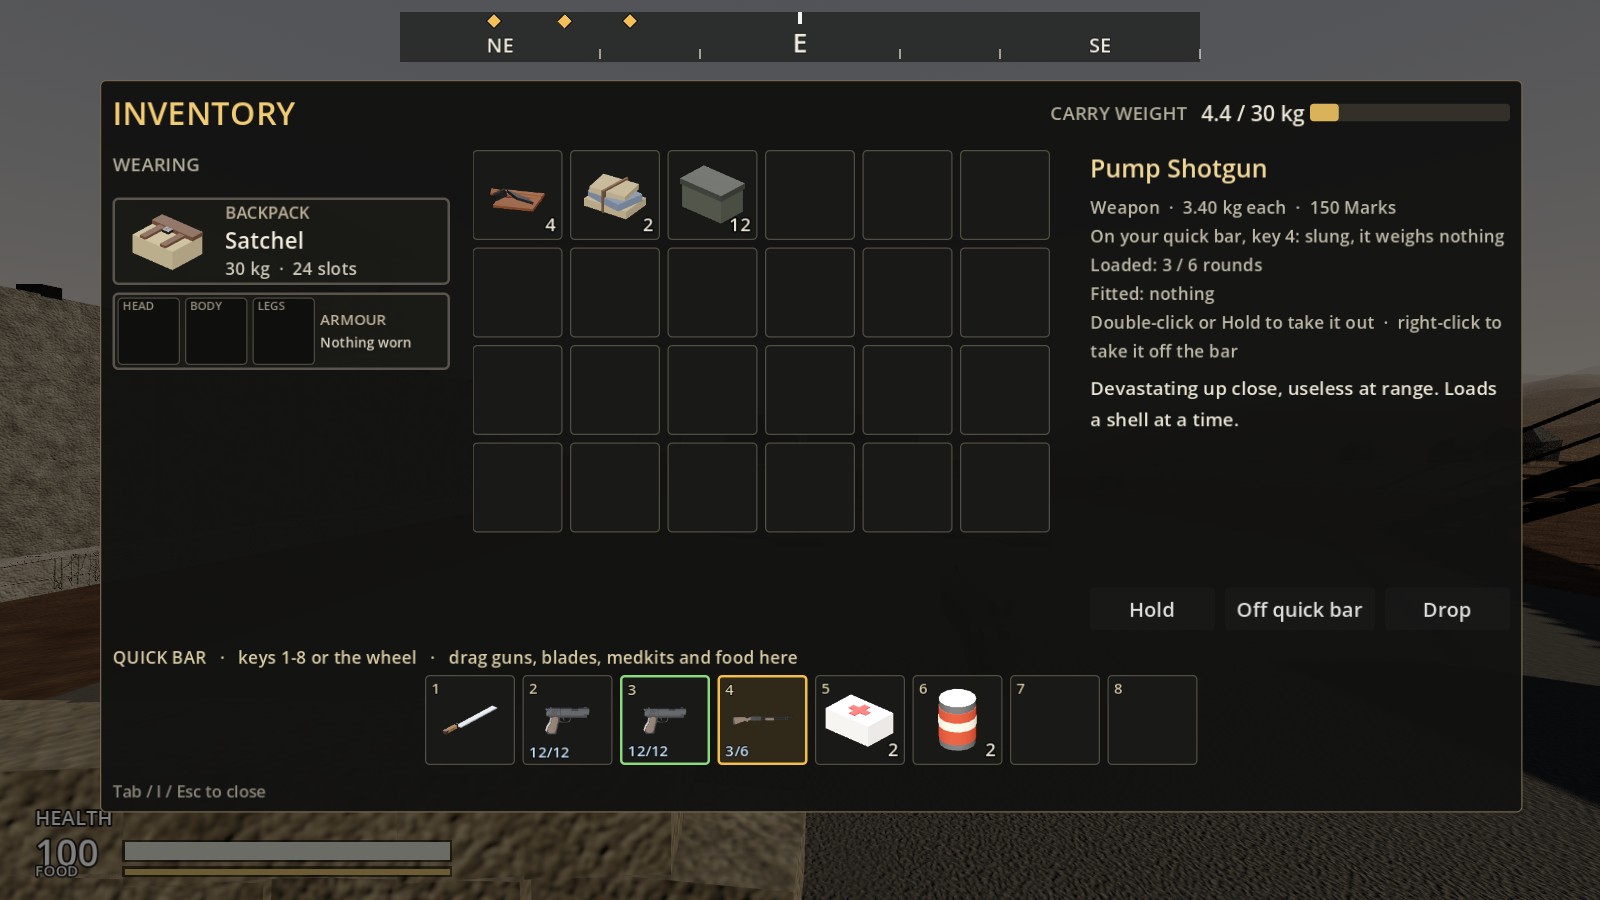 NE
E
SE
INVENTORY
CARRY WEIGHT 4.4 / 30 kg
WEARING
BACKPACK
Satchel
30 kg · 24 slots
HEAD
BODY
LEGS
ARMOUR
Nothing worn
4
2
12
Pump Shotgun
Weapon · 3.40 kg each · 150 Marks
On your quick bar, key 4: slung, it weighs nothing
Loaded: 3 / 6 rounds
Fitted: nothing
Double-click or Hold to take it out · right-click to
take it off the bar
Devastating up close, useless at range. Loads
a shell at a time.
Hold
Off quick bar
Drop
QUICK BAR · keys 1-8 or the wheel · drag guns, blades, medkits and food here
1
2
12/12
3
12/12
4
3/6
5
2
6
2
7
8
Tab / I / Esc to close
HEALTH
100
FOOD